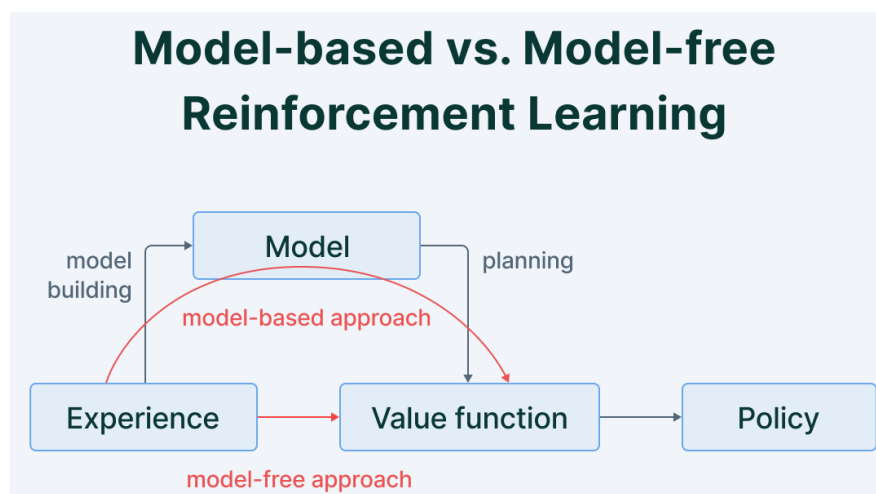 Model-based vs. Model-free
Reinforcement Learning
Model
model
building
planning
model-based approach
Experience
Value function
Policy
model-free approach